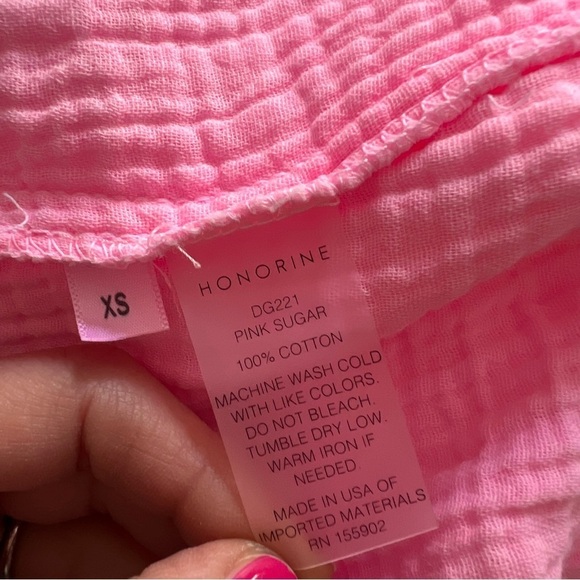 XS
HONORINE
DG221
PINK SUGAR
100% COTTON
MACHINE WASH COLD
WITH LIKE COLORS.
DO NOT BLEACH.
TUMBLE DRY LOW.
WARM IRON IF
NEEDED.
MADE IN USA OF
IMPORTED MATERIALS
RN 155902